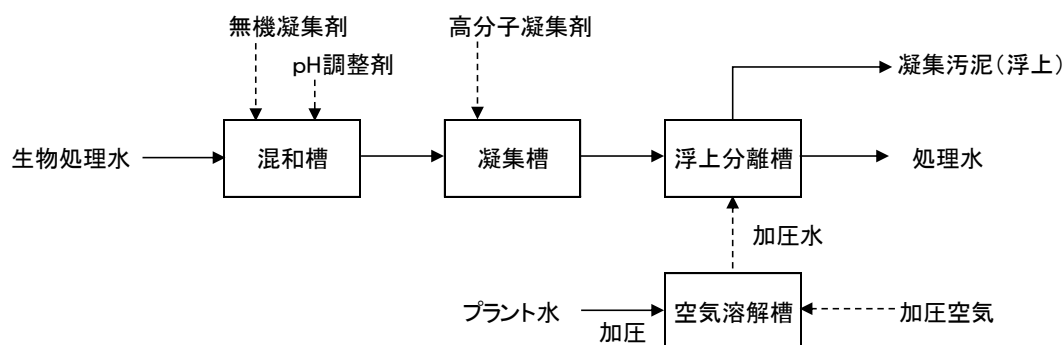 無機凝集剤
高分子凝集剤
pH調整剤
凝集汚泥(浮上)
生物処理水
混和槽
凝集槽
浮上分離槽
処理水
加圧水
プラント水
加圧
空気溶解槽
加圧空気